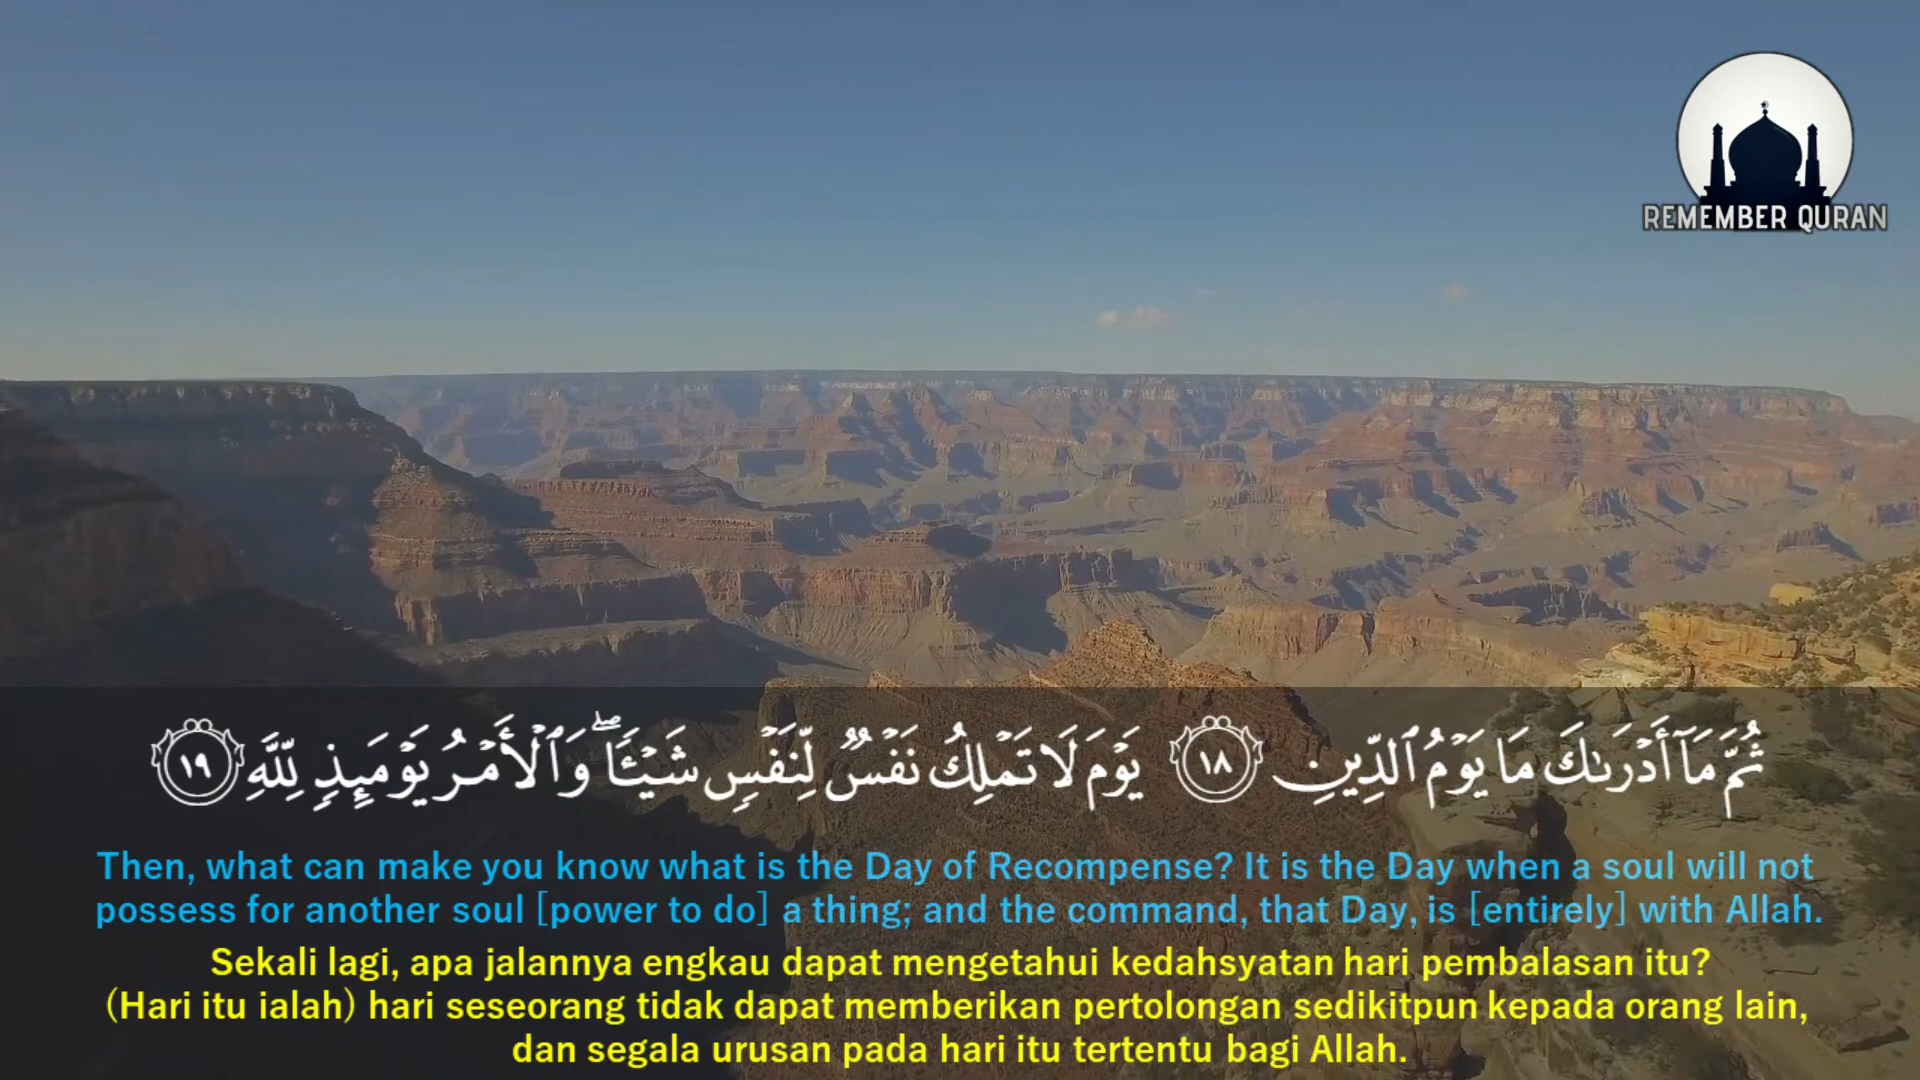 REMEMBER QURAN
ثُمَّ مَآ أَدْرَىٰكَ مَا يَوْمُ ٱلدِّينِ ١٨ يَوْمَ لَا تَمْلِكُ نَفْسٌ لِّنَفْسٍ شَيْـًٔا ۖ وَٱلْأَمْرُ يَوْمَئِذٍ لِّلَّهِ ١٩
Then, what can make you know what is the Day of Recompense? It is the Day when a soul will not
possess for another soul [power to do] a thing; and the command, that Day, is [entirely] with Allah.
Sekali lagi, apa jalannya engkau dapat mengetahui kedahsyatan hari pembalasan itu?
(Hari itu ialah) hari seseorang tidak dapat memberikan pertolongan sedikitpun kepada orang lain,
dan segala urusan pada hari itu tertentu bagi Allah.